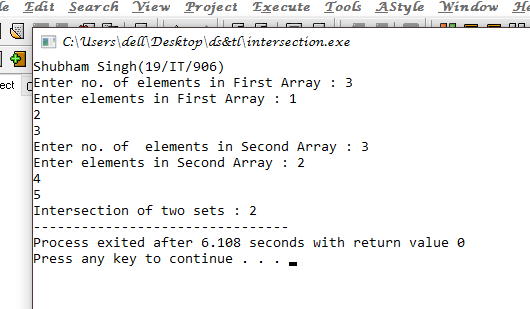 le Edit Search View Project Execute Tools AStyle Window He
C:\Users\dell\Desktop\ds&tl\intersection.exe
ect
Shubham Singh(19/IT/906)
Enter no. of elements in First Array : 3
Enter elements in First Array : 1
2
3
Enter no. of  elements in Second Array : 3
Enter elements in Second Array : 2
4
5
Intersection of two sets : 2
--------------------------------
Process exited after 6.108 seconds with return value 0
Press any key to continue . . .